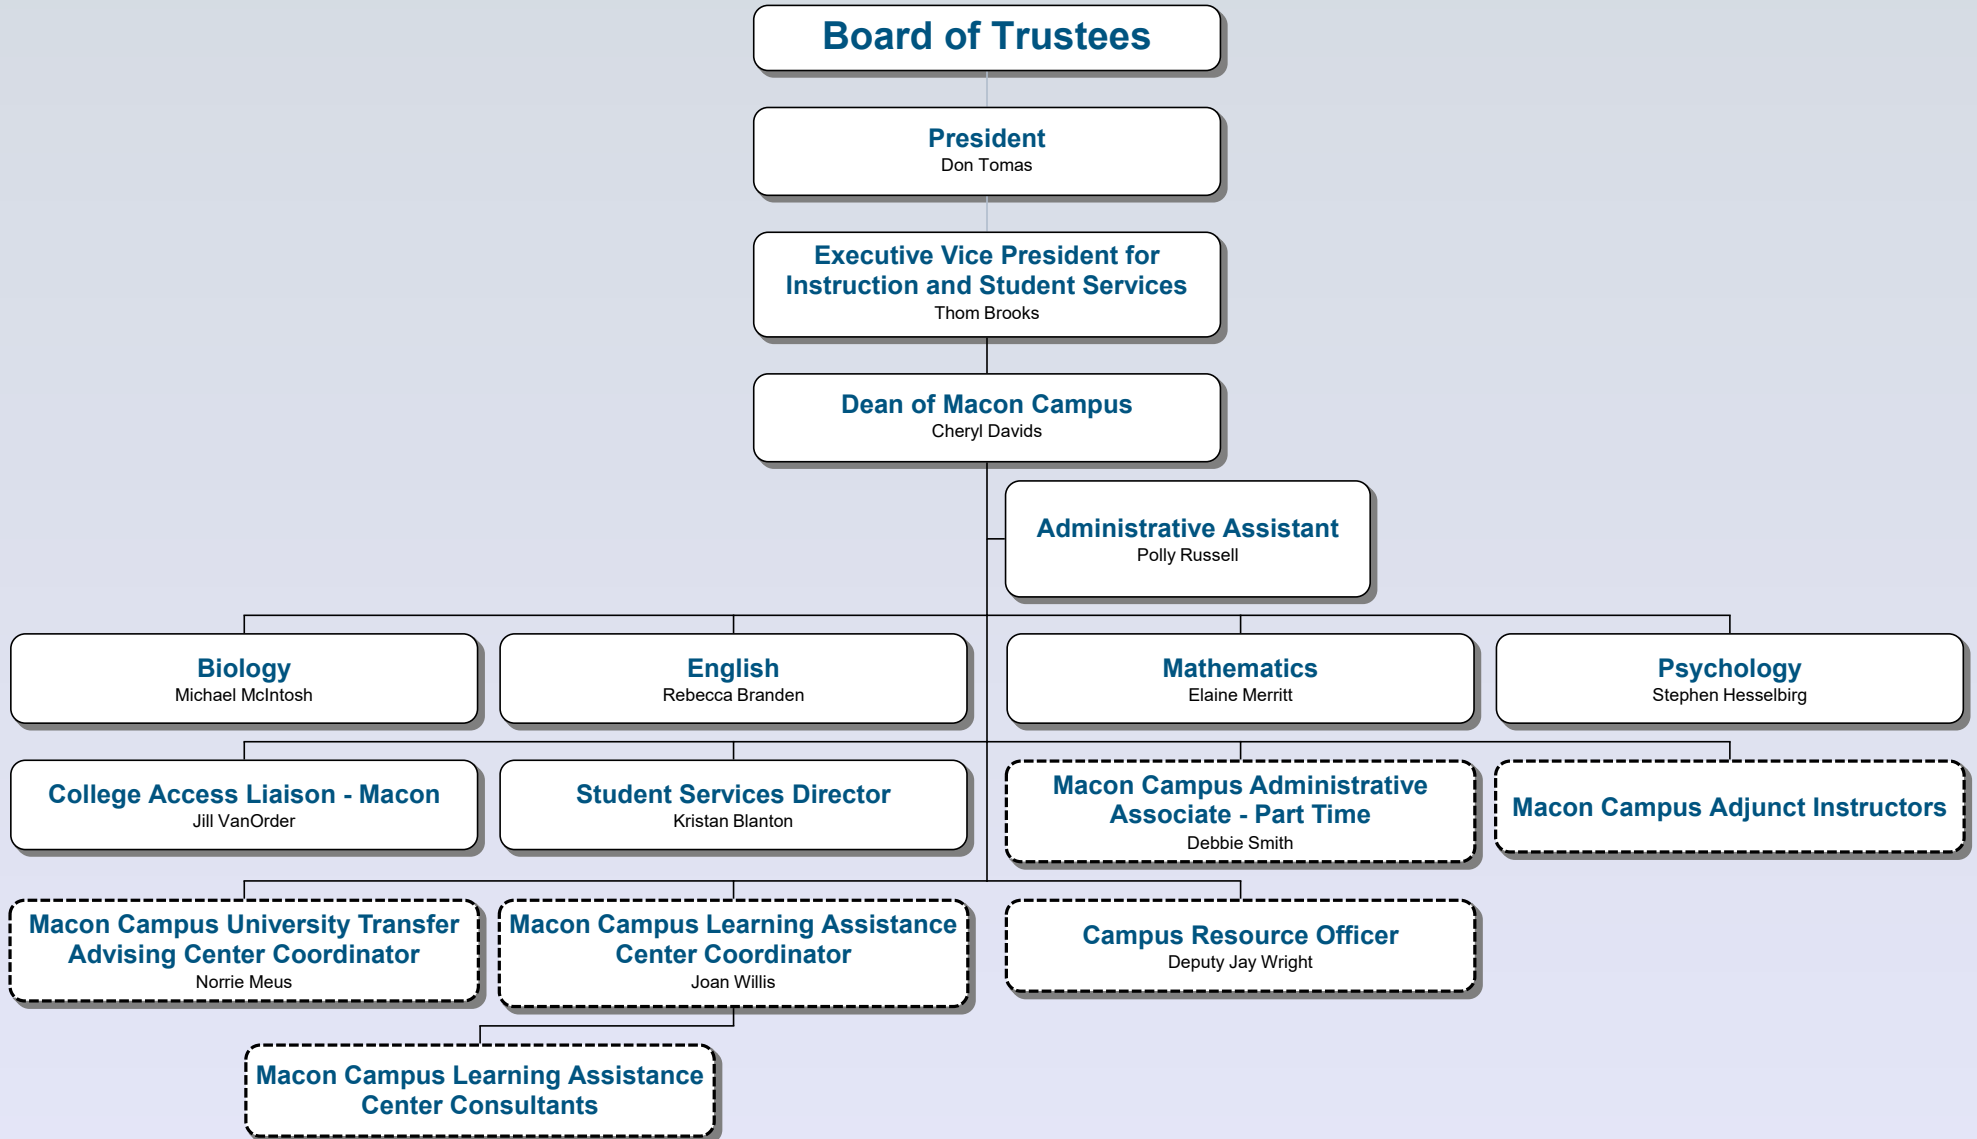 Board of Trustees
President
Don Tomas
Executive Vice President for
Instruction and Student Services
Thom Brooks
Dean of Macon Campus
Cheryl Davids
Administrative Assistant
Polly Russell
Biology
Michael McIntosh
English
Rebecca Branden
Mathematics
Elaine Merritt
Psychology
Stephen Hesselbirg
College Access Liaison - Macon
Jill VanOrder
Student Services Director
Kristan Blanton
Macon Campus Administrative
Associate - Part Time
Debbie Smith
Macon Campus Adjunct Instructors
Macon Campus University Transfer
Advising Center Coordinator
Norrie Meus
Macon Campus Learning Assistance
Center Coordinator
Joan Willis
Campus Resource Officer
Deputy Jay Wright
Macon Campus Learning Assistance
Center Consultants